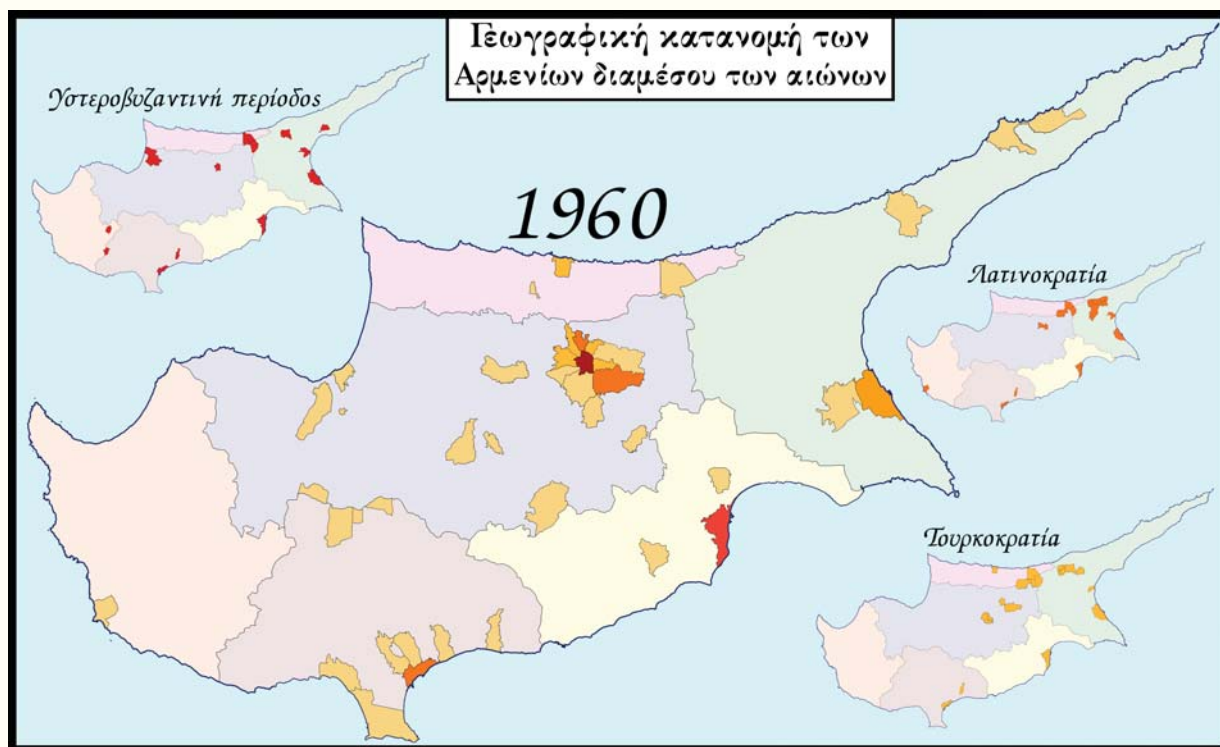 Γεωγραφική κατανομή των
Αρμενίων διαμέσου των αιώνων
Υστεροβυζαντινή περίοδος
1960
Λατινοκρατία
Τουρκοκρατία